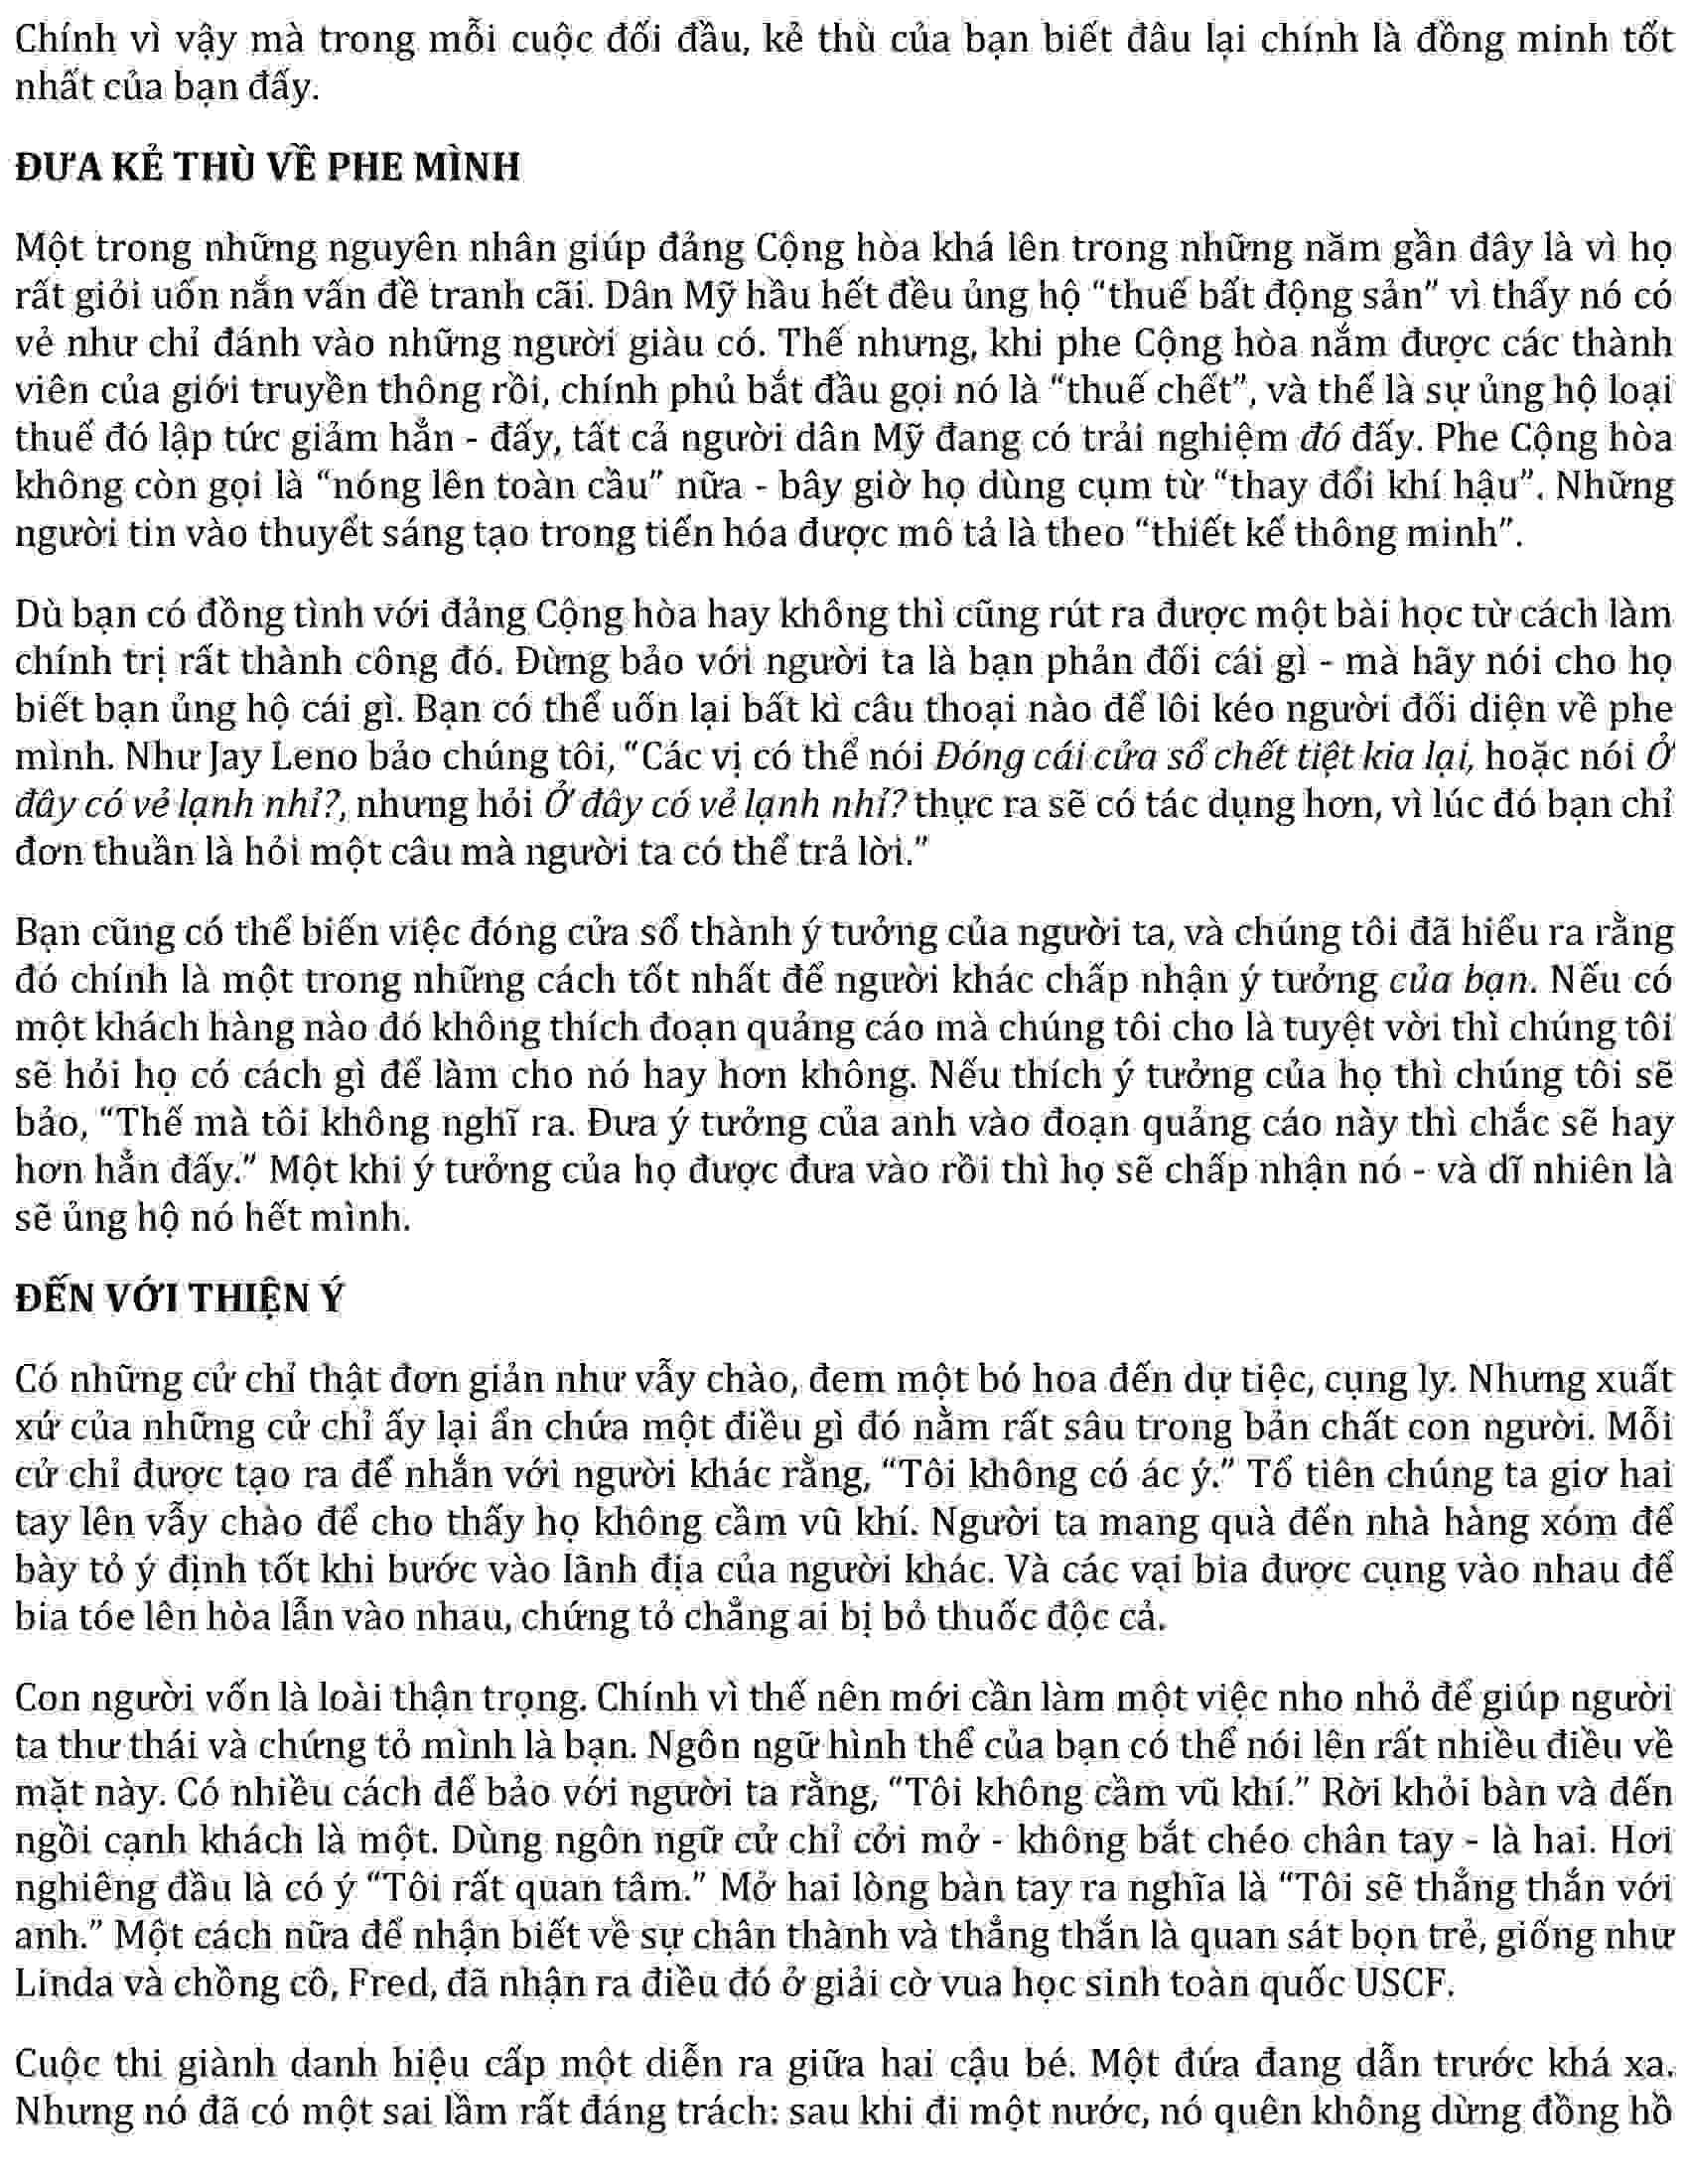 Chính vì vậy mà trong mỗi cuộc đối đầu, kẻ thù của bạn biết đâu lại chính là đồng minh tốt
nhất của bạn đấy.
ĐƯA KẺ THÙ VỀ PHE MÌNH
Một trong những nguyên nhân giúp đảng Cộng hòa khá lên trong những năm gần đây là vì họ
rất giỏi uốn nắn vấn đề tranh cãi. Dân Mỹ hầu hết đều ủng hộ “thuế bất động sản” vì thấy nó có
vẻ như chỉ đánh vào những người giàu có. Thế nhưng, khi phe Cộng hòa nắm được các thành
viên của giới truyền thông rồi, chính phủ bắt đầu gọi nó là “thuế chết”, và thế là sự ủng hộ loại
thuế đó lập tức giảm hẳn - đấy, tất cả người dân Mỹ đang có trải nghiệm đó đấy. Phe Cộng hòa
không còn gọi là “nóng lên toàn cầu” nữa - bây giờ họ dùng cụm từ “thay đổi khí hậu”. Những
người tin vào thuyết sáng tạo trong tiến hóa được mô tả là theo “thiết kế thông minh”.
Dù bạn có đồng tình với đảng Cộng hòa hay không thì cũng rút ra được một bài học từ cách làm
chính trị rất thành công đó. Đừng bảo với người ta là bạn phản đối cái gì - mà hãy nói cho họ
biết bạn ủng hộ cái gì. Bạn có thể uốn lại bất kì câu thoại nào để lôi kéo người đối diện về phe
mình. Như Jay Leno bảo chúng tôi, “Các vị có thể nói Đóng cái cửa sổ chết tiệt kia lại, hoặc nói Ở
đây có vẻ lạnh nhỉ?, nhưng hỏi Ở đây có vẻ lạnh nhỉ? thực ra sẽ có tác dụng hơn, vì lúc đó bạn chỉ
đơn thuần là hỏi một câu mà người ta có thể trả lời.”
Bạn cũng có thể biến việc đóng cửa sổ thành ý tưởng của người ta, và chúng tôi đã hiểu ra rằng
đó chính là một trong những cách tốt nhất để người khác chấp nhận ý tưởng của bạn. Nếu có
một khách hàng nào đó không thích đoạn quảng cáo mà chúng tôi cho là tuyệt vời thì chúng tôi
sẽ hỏi họ có cách gì để làm cho nó hay hơn không. Nếu thích ý tưởng của họ thì chúng tôi sẽ
bảo, “Thế mà tôi không nghĩ ra. Đưa ý tưởng của anh vào đoạn quảng cáo này thì chắc sẽ hay
hơn hẳn đấy.” Một khi ý tưởng của họ được đưa vào rồi thì họ sẽ chấp nhận nó - và dĩ nhiên là
sẽ ủng hộ nó hết mình.
ĐẾN VỚI THIỆN Ý
Có những cử chỉ thật đơn giản như vẫy chào, đem một bó hoa đến dự tiệc, cụng ly. Nhưng xuất
xứ của những cử chỉ ấy lại ẩn chứa một điều gì đó nằm rất sâu trong bản chất con người. Mỗi
cử chỉ được tạo ra để nhắn với người khác rằng, “Tôi không có ác ý.” Tổ tiên chúng ta giơ hai
tay lên vẫy chào để cho thấy họ không cầm vũ khí. Người ta mang quà đến nhà hàng xóm để
bày tỏ ý định tốt khi bước vào lãnh địa của người khác. Và các vại bia được cụng vào nhau để
bia tóe lên hòa lẫn vào nhau, chứng tỏ chẳng ai bị bỏ thuốc độc cả.
Con người vốn là loài thận trọng. Chính vì thế nên mới cần làm một việc nho nhỏ để giúp người
ta thư thái và chứng tỏ mình là bạn. Ngôn ngữ hình thể của bạn có thể nói lên rất nhiều điều về
mặt này. Có nhiều cách để bảo với người ta rằng, “Tôi không cầm vũ khí.” Rời khỏi bàn và đến
ngồi cạnh khách là một. Dùng ngôn ngữ cử chỉ cởi mở - không bắt chéo chân tay - là hai. Hơi
nghiêng đầu là có ý “Tôi rất quan tâm.” Mở hai lòng bàn tay ra nghĩa là “Tôi sẽ thẳng thắn với
anh.” Một cách nữa để nhận biết về sự chân thành và thẳng thắn là quan sát bọn trẻ, giống như
Linda và chồng cô, Fred, đã nhận ra điều đó ở giải cờ vua học sinh toàn quốc USCF.
Cuộc thi giành danh hiệu cấp một diễn ra giữa hai cậu bé. Một đứa đang dẫn trước khá xa.
Nhưng nó đã có một sai lầm rất đáng trách: sau khi đi một nước, nó quên không dừng đồng hồ